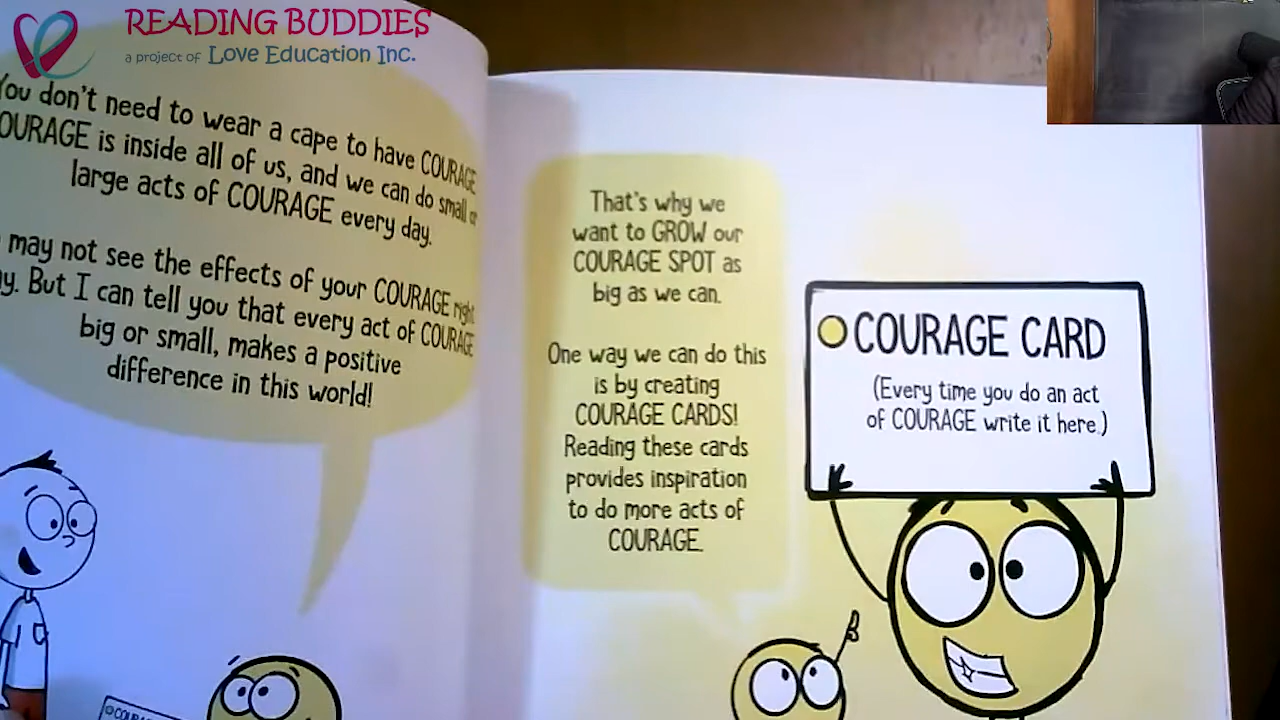 READING BUDDIES
a project of Love Education Inc.
You don't need to wear a cape to have COURAGE
COURAGE is inside all of us, and we can do small or
large acts of COURAGE every day.
may not see the effects of your COURAGE right
But I can tell you that every act of COURAGE
big or small, makes a positive
difference in this world!
That's why we
want to GROW our
COURAGE SPOT as
big as we can.
One way we can do this
is by creating
COURAGE CARDS!
Reading these cards
provides inspiration
to do more acts of
COURAGE.
COURAGE CARD
(Every time you do an act
of COURAGE write it here.)